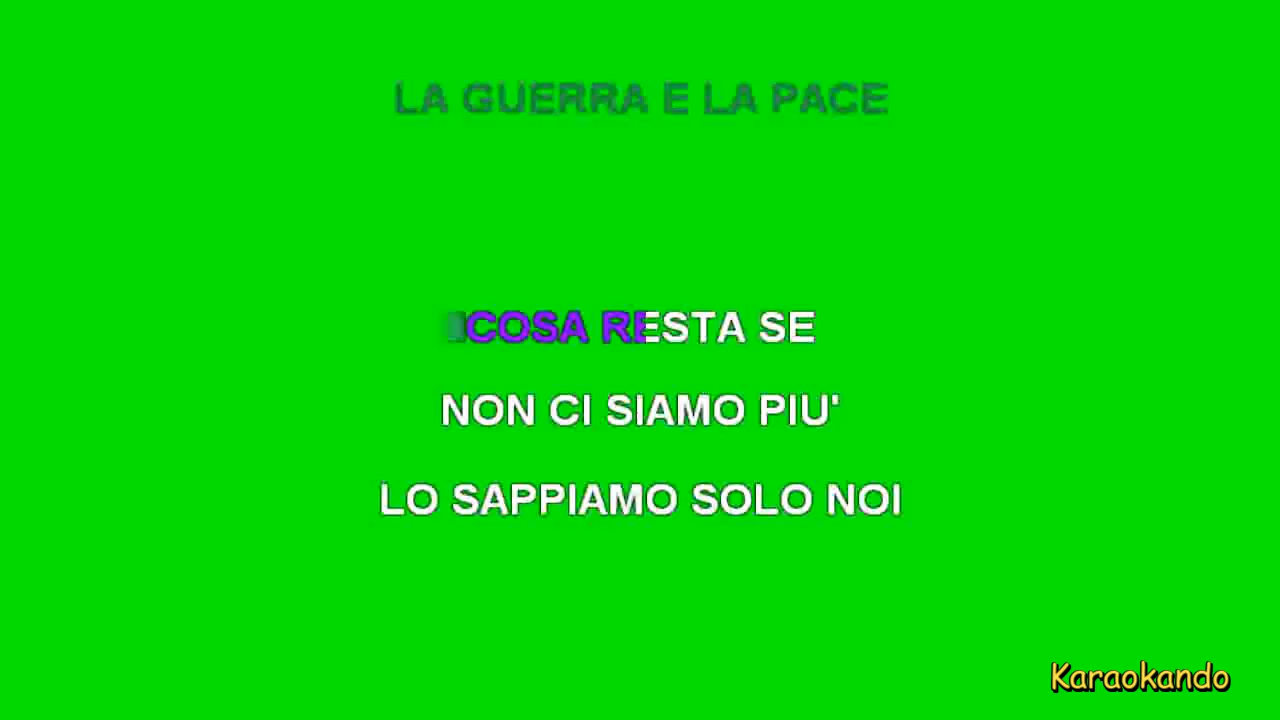 LA GUERRA E LA PACE
COSA RESTA SE
NON CI SIAMO PIU'
LO SAPPIAMO SOLO NOI
Karaokando